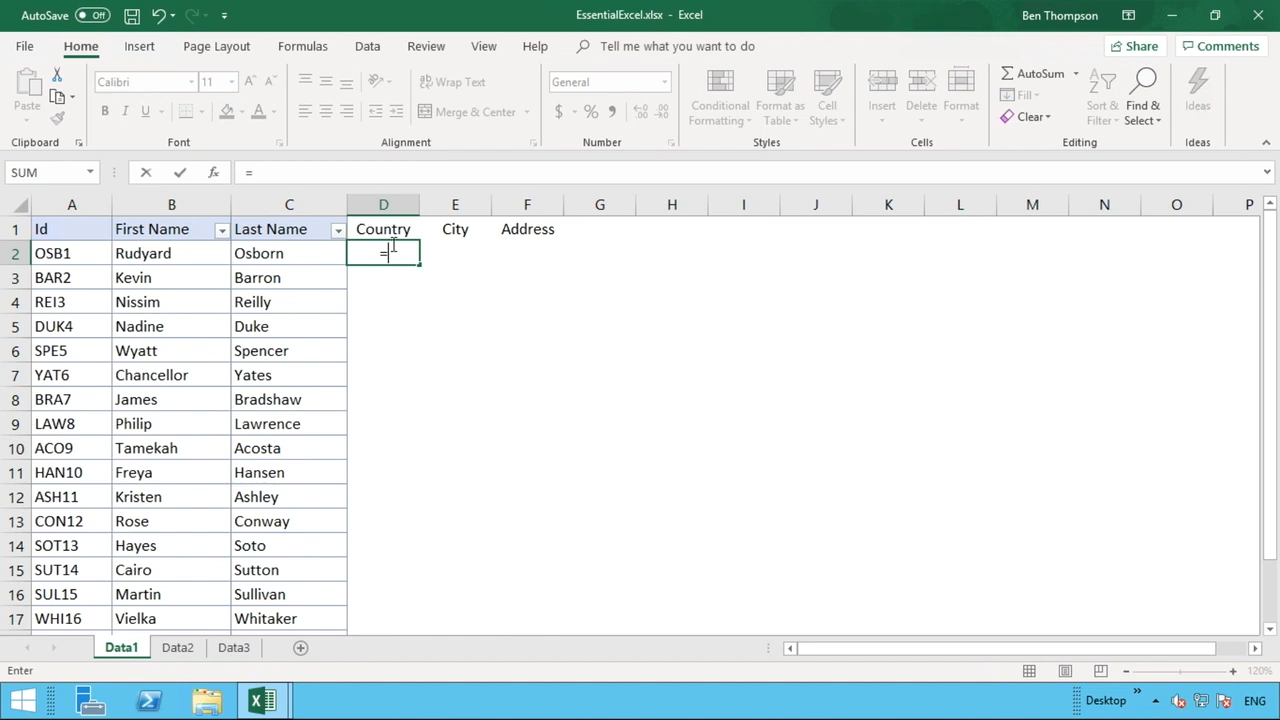 AutoSave Off EssentialExcel.xlsx - Excel Ben Thompson
File Home Insert Page Layout Formulas Data Review View Help Tell me what you want to do Share Comments
Paste Calibri 11 A A Wrap Text General Conditional Format as Cell Insert Delete Format AutoSum Sort & Find & Ideas
B I U A Merge & Center $ % Formatting Table Styles Fill Filter Select
Clear
Clipboard Font Alignment Number Styles Cells Editing Ideas
SUM fx =
A B C D E F G H I J K L M N O P
1 Id First Name Last Name Country City Address
2 OSB1 Rudyard Osborn =
3 BAR2 Kevin Barron
4 REI3 Nissim Reilly
5 DUK4 Nadine Duke
6 SPE5 Wyatt Spencer
7 YAT6 Chancellor Yates
8 BRA7 James Bradshaw
9 LAW8 Philip Lawrence
10 ACO9 Tamekah Acosta
11 HAN10 Freya Hansen
12 ASH11 Kristen Ashley
13 CON12 Rose Conway
14 SOT13 Hayes Soto
15 SUT14 Cairo Sutton
16 SUL15 Martin Sullivan
17 WHI16 Vielka Whitaker
Data1 Data2 Data3
Enter 120%
Desktop ENG